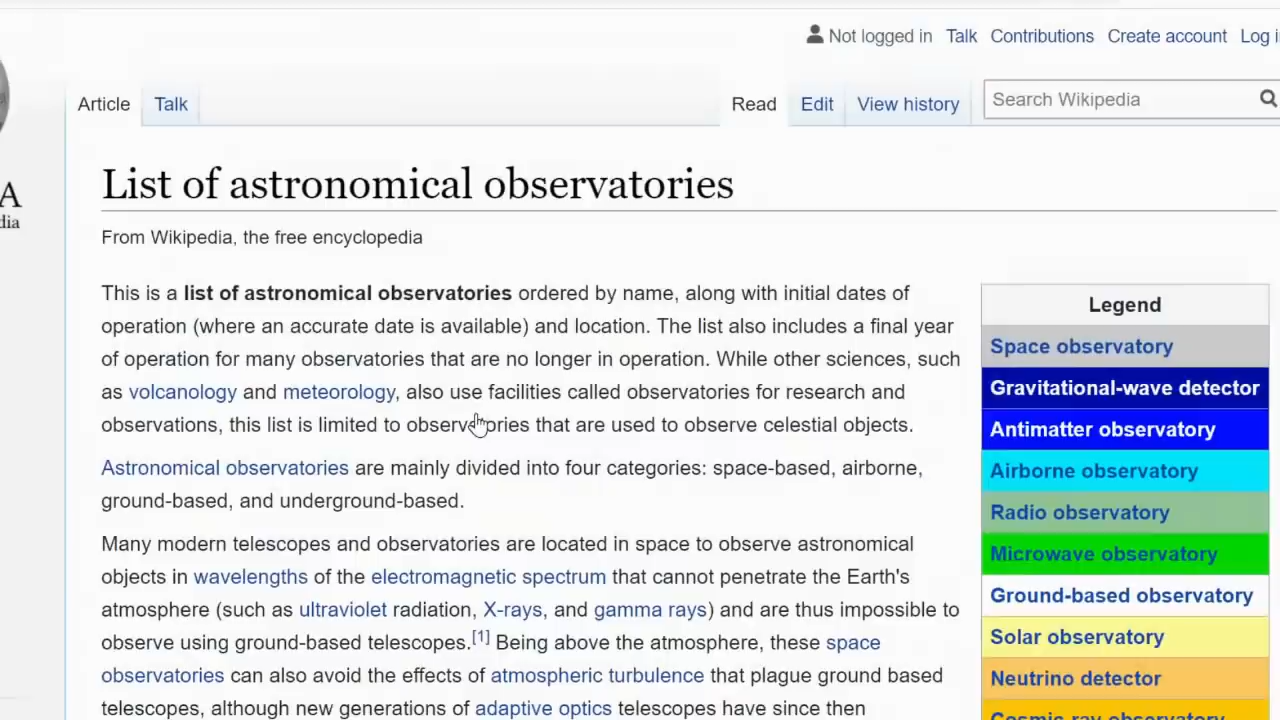 Not logged in Talk Contributions Create account Log i
Article Talk Read Edit View history Search Wikipedia
A
dia
List of astronomical observatories
From Wikipedia, the free encyclopedia
This is a list of astronomical observatories ordered by name, along with initial dates of
operation (where an accurate date is available) and location. The list also includes a final year
of operation for many observatories that are no longer in operation. While other sciences, such
as volcanology and meteorology, also use facilities called observatories for research and
observations, this list is limited to observatories that are used to observe celestial objects.
Astronomical observatories are mainly divided into four categories: space-based, airborne,
ground-based, and underground-based.
Many modern telescopes and observatories are located in space to observe astronomical
objects in wavelengths of the electromagnetic spectrum that cannot penetrate the Earth's
atmosphere (such as ultraviolet radiation, X-rays, and gamma rays) and are thus impossible to
observe using ground-based telescopes.[1] Being above the atmosphere, these space
observatories can also avoid the effects of atmospheric turbulence that plague ground based
telescopes, although new generations of adaptive optics telescopes have since then
Legend
Space observatory
Gravitational-wave detector
Antimatter observatory
Airborne observatory
Radio observatory
Microwave observatory
Ground-based observatory
Solar observatory
Neutrino detector
Cosmic-ray observatory